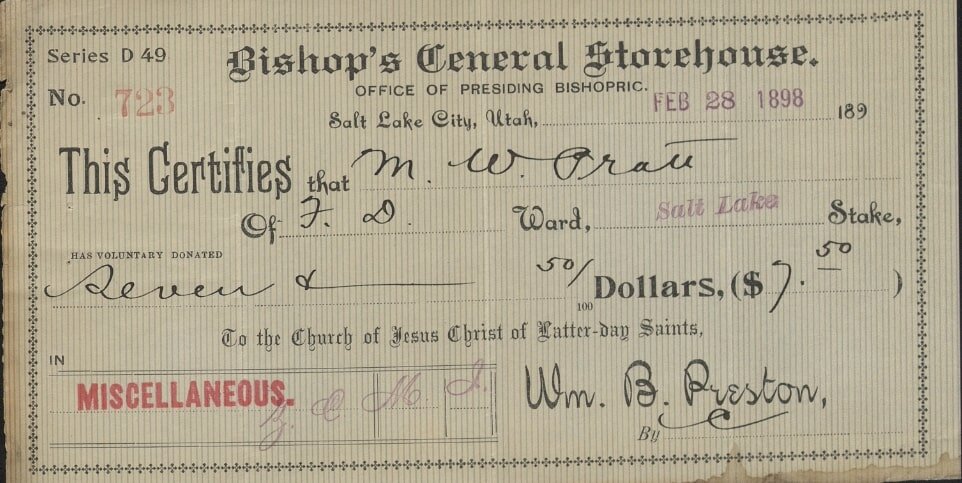 Series D 49
Bishop's General Storehouse.
No. 723
OFFICE OF PRESIDING BISHOPRIC.
Salt Lake City, Utah, FEB 28 1898 189
This Certifies that M. W. Pratt
Of F. D. Ward, Salt Lake Stake,
HAS VOLUNTARY DONATED
Seven & 50/100 Dollars, ($7.50)
To the Church of Jesus Christ of Latter-day Saints,
IN
MISCELLANEOUS.
Z. C M I.
Wm. B. Preston,
By